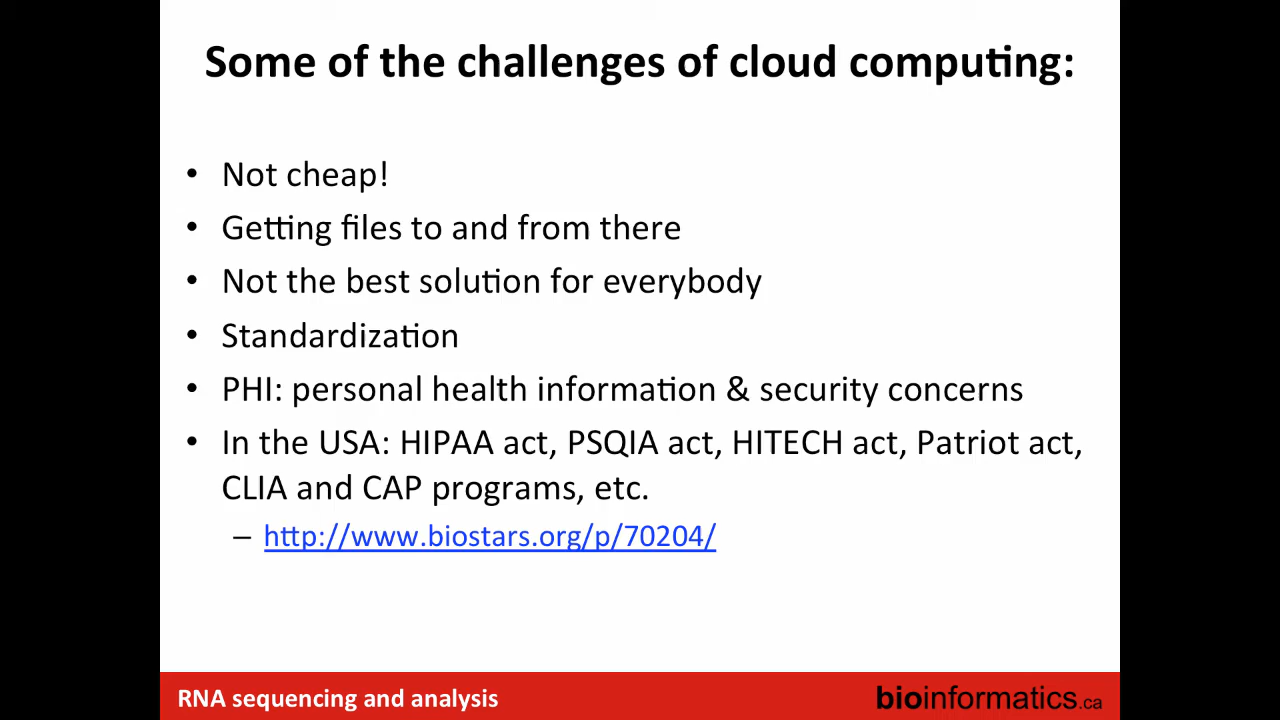 Some of the challenges of cloud computing:
• Not cheap!
• Getting files to and from there
• Not the best solution for everybody
• Standardization
• PHI: personal health information & security concerns
• In the USA: HIPAA act, PSQIA act, HITECH act, Patriot act,
CLIA and CAP programs, etc.
– http://www.biostars.org/p/70204/
RNA sequencing and analysis
bioinformatics.ca